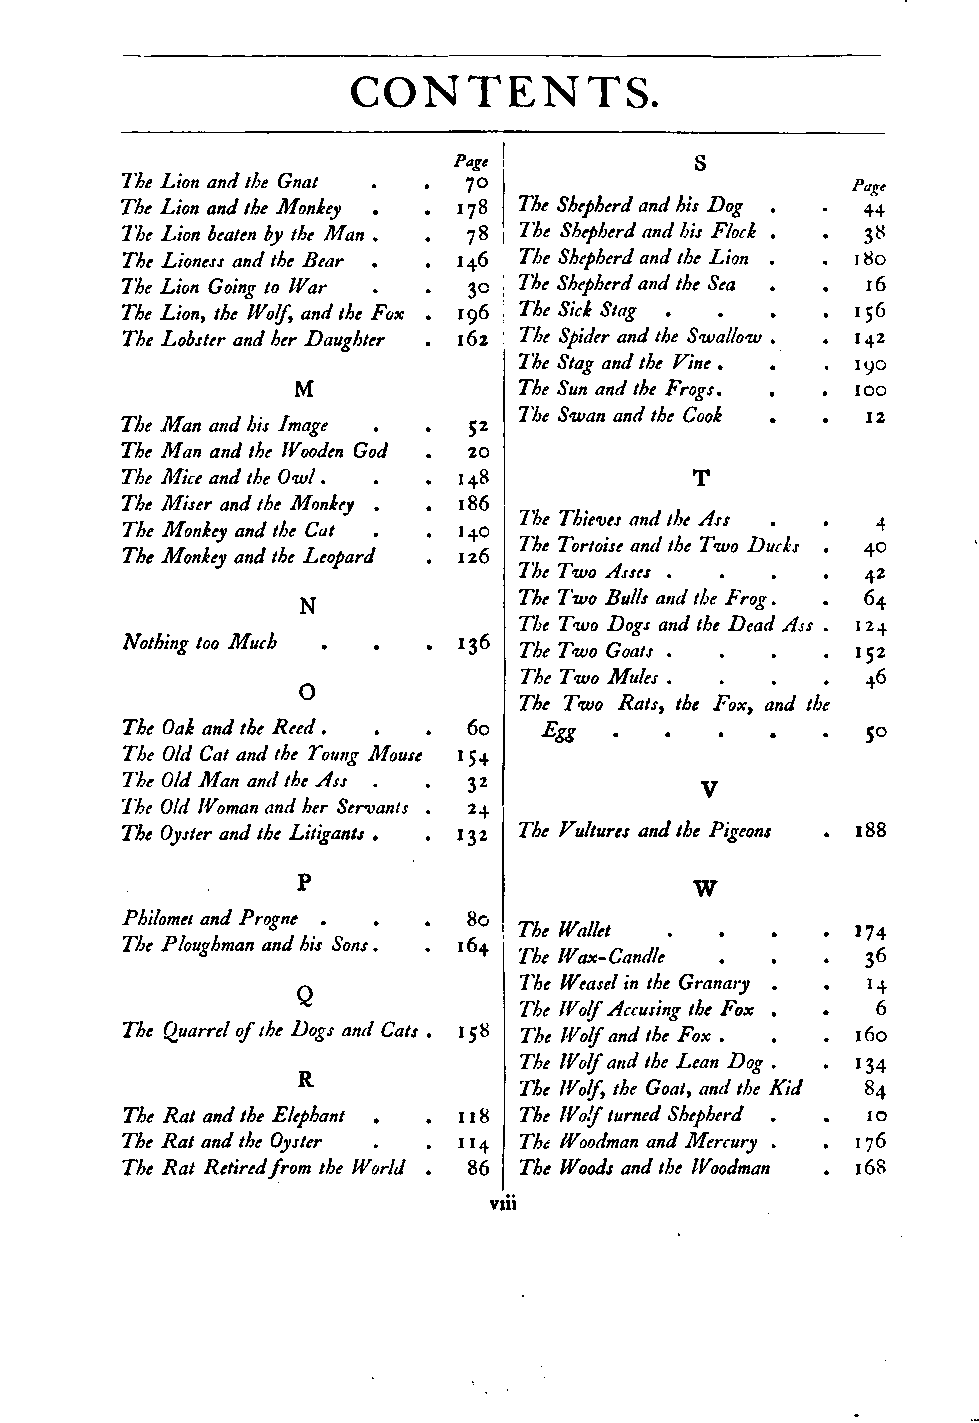 CONTENTS.
Page
The Lion and the Gnat . . 70
The Lion and the Monkey . . 178
The Lion beaten by the Man . . 78
The Lioness and the Bear . . 146
The Lion Going to War . . 30
The Lion, the Wolf, and the Fox . 196
The Lobster and her Daughter . 162
M
The Man and his Image . . 52
The Man and the Wooden God . 20
The Mice and the Owl . . . 148
The Miser and the Monkey . . 186
The Monkey and the Cat . . 140
The Monkey and the Leopard . 126
N
Nothing too Much . . . 136
O
The Oak and the Reed . . . 60
The Old Cat and the Young Mouse 154
The Old Man and the Ass . . 32
The Old Woman and her Servants . 24
The Oyster and the Litigants . . 132
P
Philomel and Progne . . . 80
The Ploughman and his Sons . . 164
Q
The Quarrel of the Dogs and Cats . 158
R
The Rat and the Elephant . . 118
The Rat and the Oyster . . 114
The Rat Retired from the World . 86
S
Page
The Shepherd and his Dog . . 44
The Shepherd and his Flock . . 38
The Shepherd and the Lion . . 180
The Shepherd and the Sea . . 16
The Sick Stag . . . . 156
The Spider and the Swallow . . 142
The Stag and the Vine . . . 190
The Sun and the Frogs. . . 100
The Swan and the Cook . . 12
T
The Thieves and the Ass . . 4
The Tortoise and the Two Ducks . 40
The Two Asses . . . . 42
The Two Bulls and the Frog . . 64
The Two Dogs and the Dead Ass . 124
The Two Goats . . . . 152
The Two Mules . . . . 46
The Two Rats, the Fox, and the
Egg . . . . . 50
V
The Vultures and the Pigeons . 188
W
The Wallet . . . . 174
The Wax-Candle . . . 36
The Weasel in the Granary . . 14
The Wolf Accusing the Fox . . 6
The Wolf and the Fox . . . 160
The Wolf and the Lean Dog . . 134
The Wolf, the Goat, and the Kid 84
The Wolf turned Shepherd . . 10
The Woodman and Mercury . . 176
The Woods and the Woodman . 168
viii